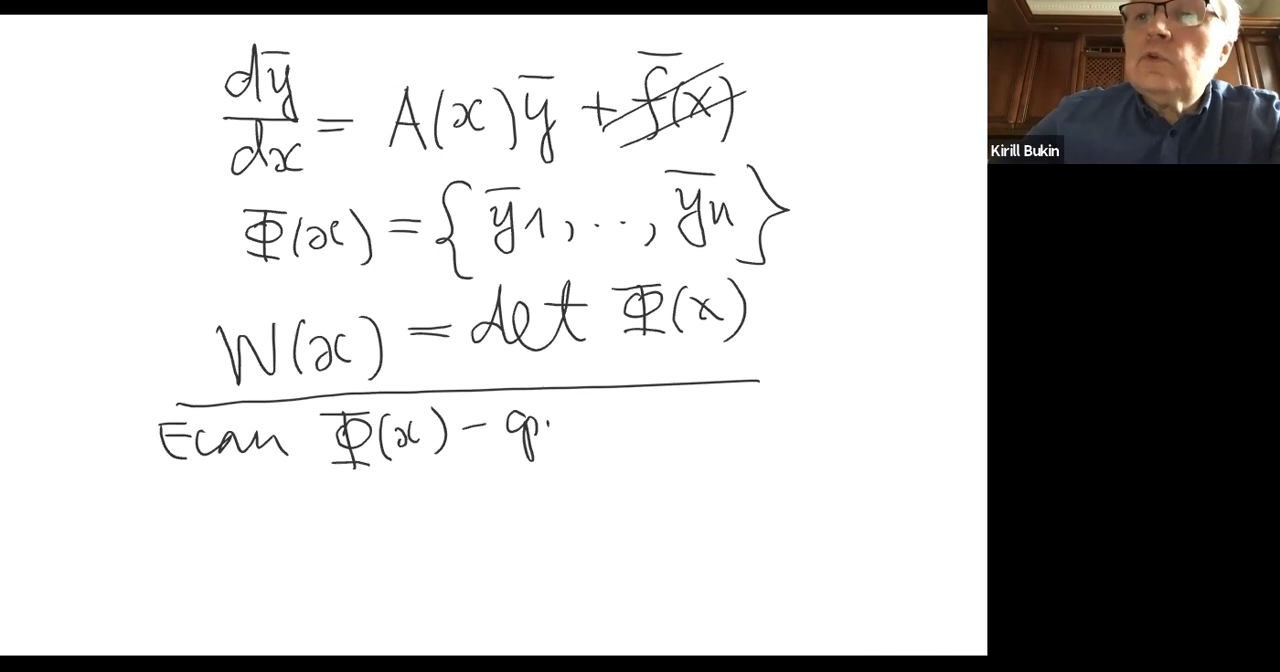 dȳ/dx = A(x)ȳ + f̄(x)
Φ(x) = {ȳ1, .., ȳn}
W(x) = det Φ(x)
Если Φ(x) – ф.
Kirill Bukin